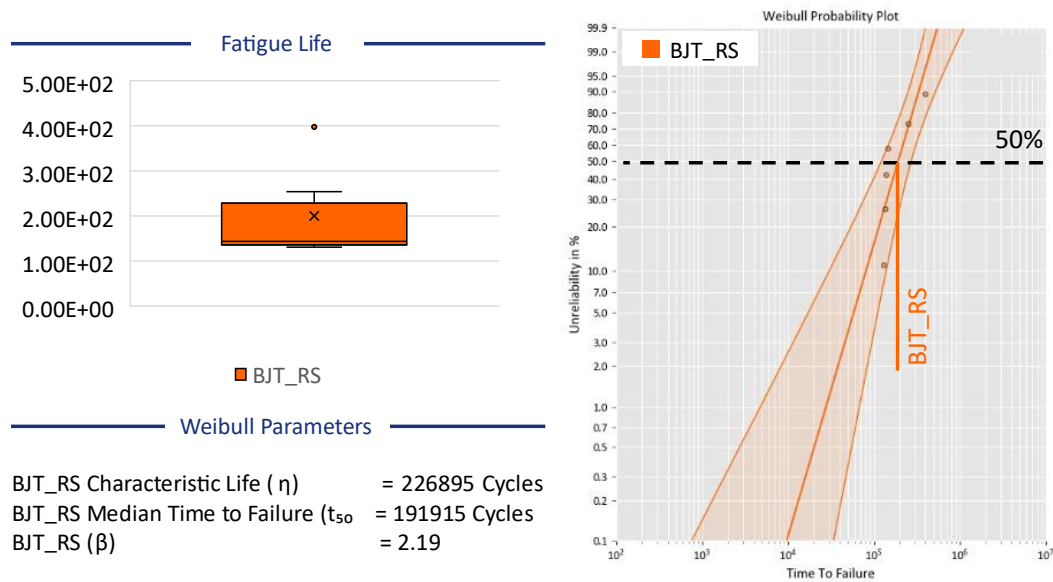 Fatigue Life
5.00E+02
4.00E+02
3.00E+02
2.00E+02
1.00E+02
0.00E+00
BJT_RS
Weibull Parameters
BJT_RS Characteristic Life ( η) = 226895 Cycles
BJT_RS Median Time to Failure (t₅₀ = 191915 Cycles
BJT_RS (β) = 2.19
Weibull Probability Plot
BJT_RS
99.9
99.0
95.0
90.0
80.0
70.0
60.0
50.0
40.0
30.0
20.0
10.0
7.0
5.0
3.0
2.0
1.0
0.7
0.5
0.3
0.2
0.1
Unreliability in %
50%
BJT_RS
10² 10³ 10⁴ 10⁵ 10⁶ 10⁷
Time To Failure